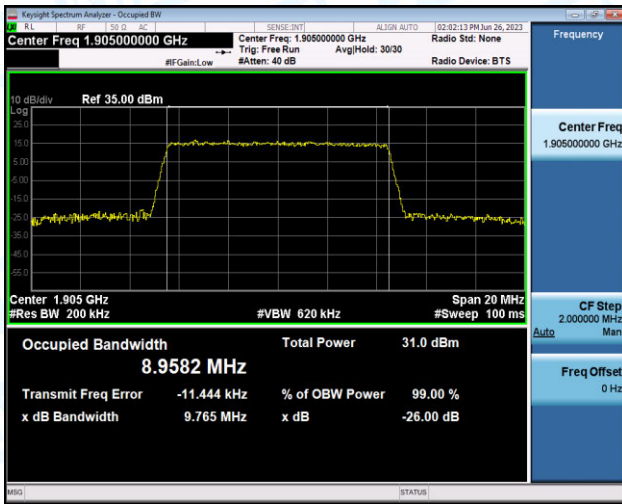 Keysight Spectrum Analyzer - Occupied BW
RL RF 50 Ω AC SENSE:INT ALIGN AUTO 02:02:13 PM Jun 26, 2023
Center Freq 1.905000000 GHz
Center Freq: 1.905000000 GHz Radio Std: None
Trig: Free Run Avg|Hold: 30/30
#IFGain:Low #Atten: 40 dB Radio Device: BTS
10 dB/div Ref 35.00 dBm
Log
25.0
15.0
5.00
-5.00
-15.0
-25.0
-35.0
-45.0
-55.0
Center 1.905 GHz Span 20 MHz
#Res BW 200 kHz #VBW 620 kHz #Sweep 100 ms
Occupied Bandwidth Total Power 31.0 dBm
8.9582 MHz
Transmit Freq Error -11.444 kHz % of OBW Power 99.00 %
x dB Bandwidth 9.765 MHz x dB -26.00 dB
MSG STATUS
Frequency
Center Freq
1.905000000 GHz
CF Step
2.000000 MHz
Auto Man
Freq Offset
0 Hz